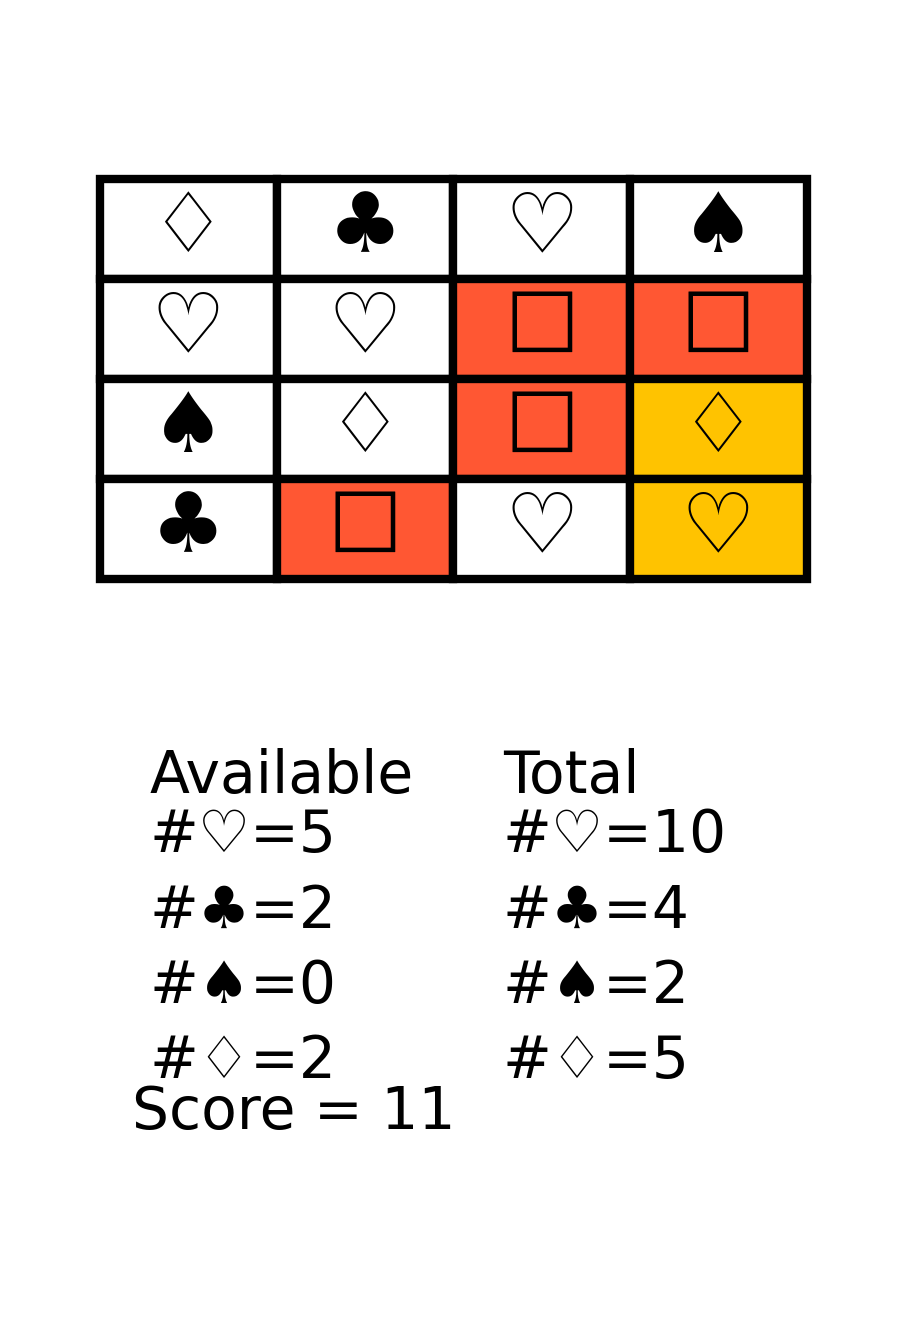 ♢ ♣ ♡ ♠
♡ ♡ □ □
♠ ♢ □ ♢
♣ □ ♡ ♡
Available Total
#♡=5 #♡=10
#♣=2 #♣=4
#♠=0 #♠=2
#♢=2 #♢=5
Score = 11